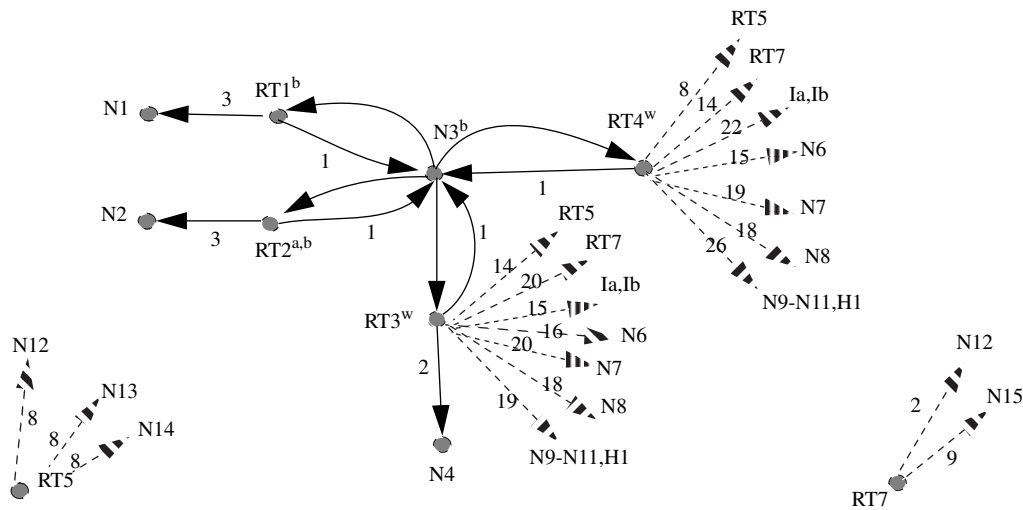 RT5
RT7
RT1ᵇ
N1
3
8
14
Ia,Ib
RT4ʷ
N3ᵇ
22
N6
1
15
1
19
N7
N2
3
RT2ᵃ,ᵇ
1
1
RT5
18
N8
26
RT7
14
20
Ia,Ib
N9-N11,H1
15
RT3ʷ
16
N6
20
N7
N12
2
18
N12
N13
19
N8
2
N15
8
8
N14
8
N9-N11,H1
9
RT5
N4
RT7